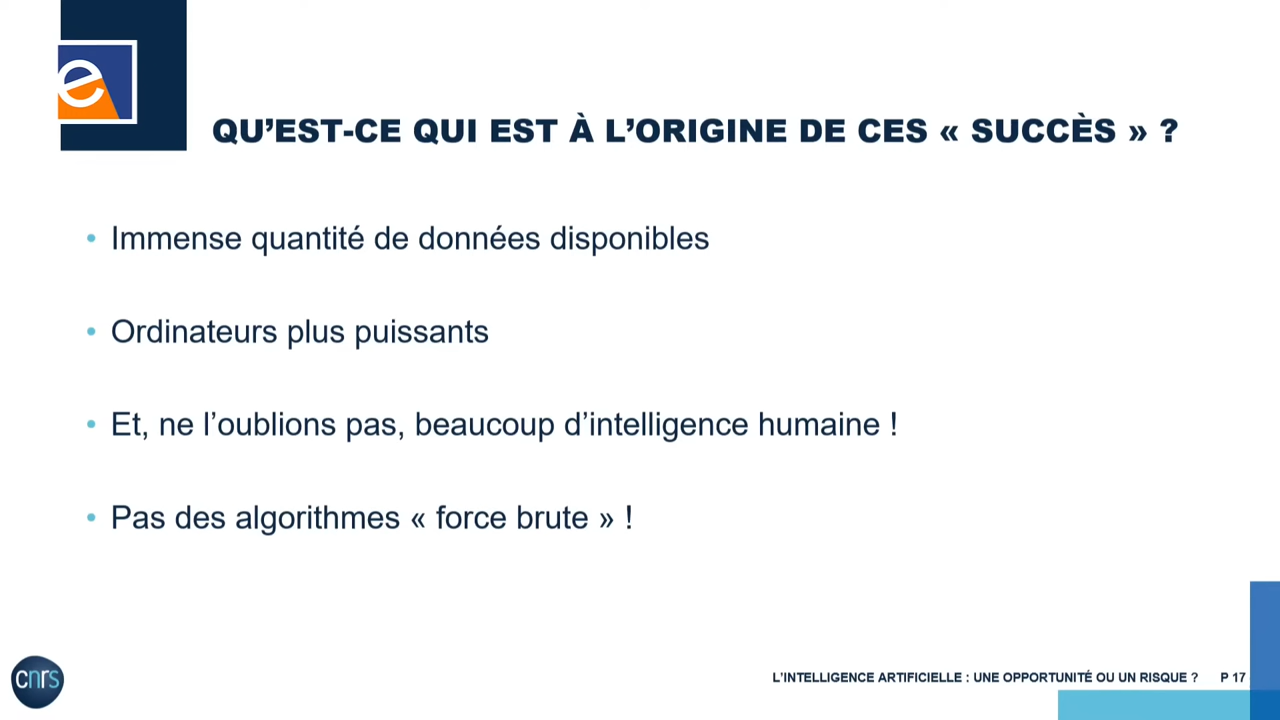 e
QU’EST-CE QUI EST À L’ORIGINE DE CES « SUCCÈS » ?
• Immense quantité de données disponibles
• Ordinateurs plus puissants
• Et, ne l’oublions pas, beaucoup d’intelligence humaine !
• Pas des algorithmes « force brute » !
cnrs
L’INTELLIGENCE ARTIFICIELLE : UNE OPPORTUNITÉ OU UN RISQUE ? P 17